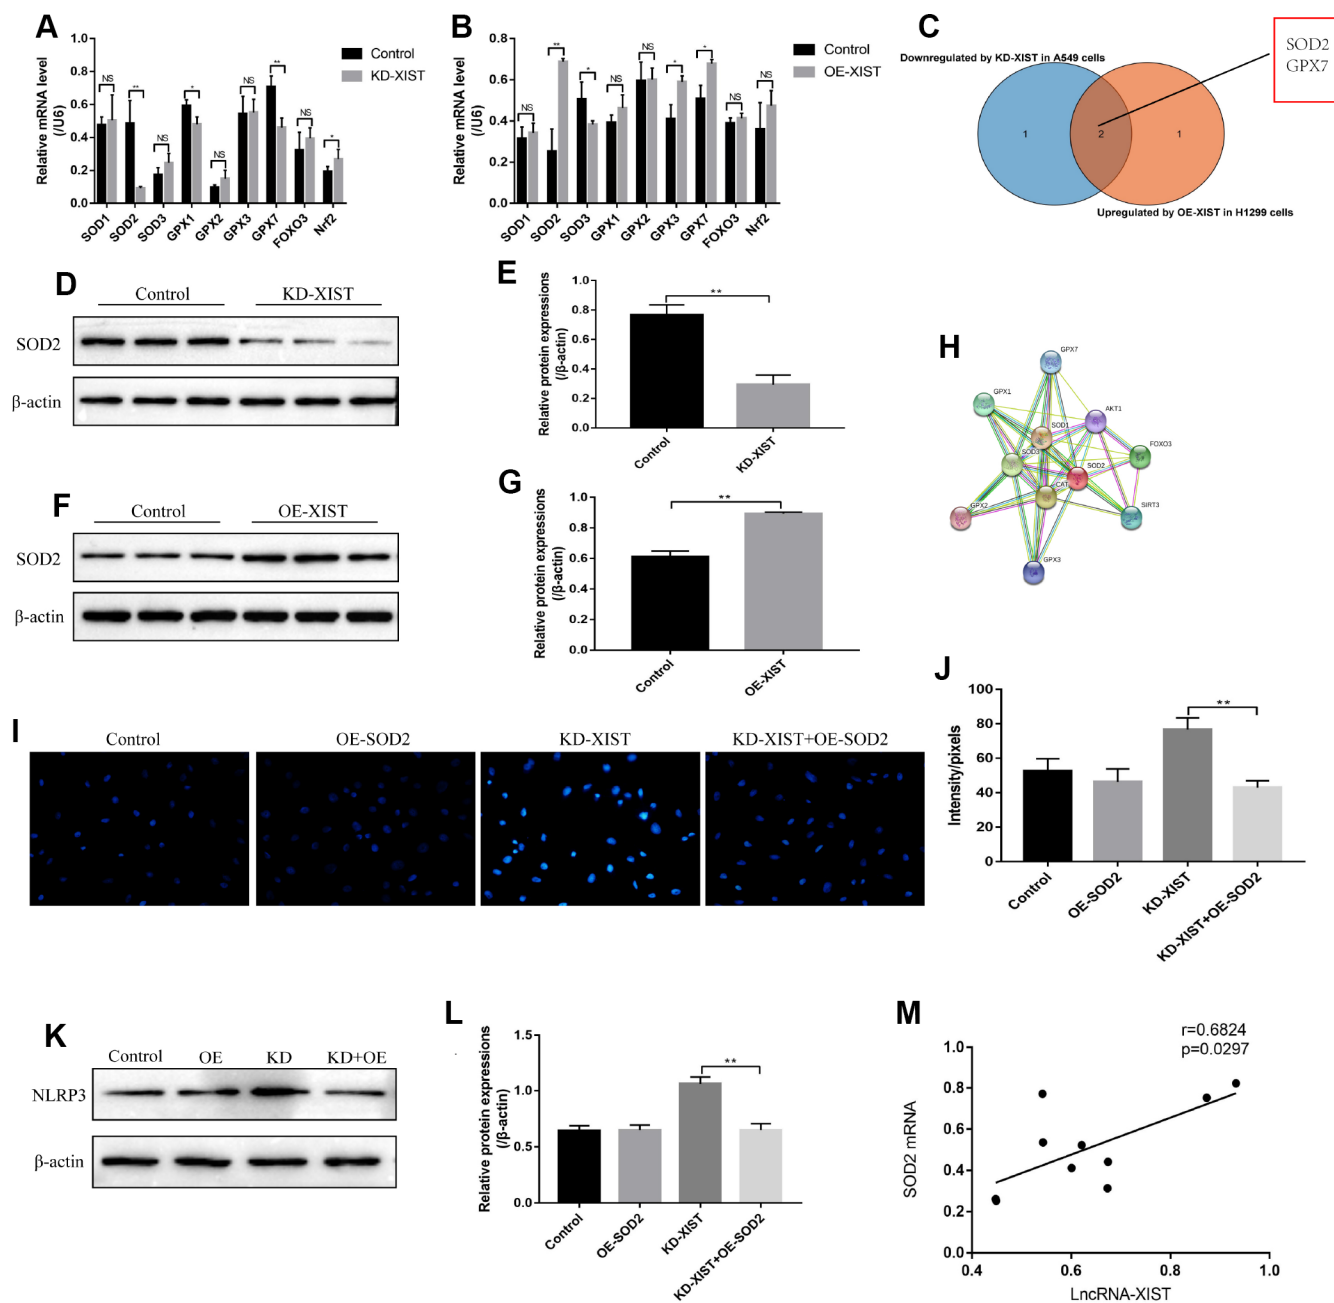 A
Relative mRNA level
(/U6)
0.8
0.6
0.4
0.2
0.0
Control
KD-XIST
NS
**
NS
*
NS
NS
**
NS
*
SOD1
SOD2
SOD3
GPX1
GPX2
GPX3
GPX7
FOXO3
Nrf2
B
Relative mRNA level
(/U6)
0.8
0.6
0.4
0.2
0.0
Control
OE-XIST
NS
**
*
NS
NS
*
*
NS
NS
SOD1
SOD2
SOD3
GPX1
GPX2
GPX3
GPX7
FOXO3
Nrf2
C
Downregulated by KD-XIST in A549 cells
1
2
1
Upregulated by OE-XIST in H1299 cells
SOD2
GPX7
D
Control
KD-XIST
SOD2
β-actin
E
Relative protein expressions
(/β-actin)
1.0
0.8
0.6
0.4
0.2
0.0
**
Control
KD-XIST
F
Control
OE-XIST
SOD2
β-actin
G
Relative protein expressions
(/β-actin)
1.0
0.8
0.6
0.4
0.2
0.0
**
Control
OE-XIST
H
GPX7
GPX1
AKT1
SOD1
FOXO3
SOD3
SOD2
CAT
GPX2
SIRT3
GPX3
I
Control
OE-SOD2
KD-XIST
KD-XIST+OE-SOD2
J
Intensity/pixels
100
80
60
40
20
0
**
Control
OE-SOD2
KD-XIST
KD-XIST+OE-SOD2
K
Control
OE
KD
KD+OE
NLRP3
β-actin
L
Relative protein expressions
(/β-actin)
1.5
1.0
0.5
0.0
**
Control
OE-SOD2
KD-XIST
KD-XIST+OE-SOD2
M
r=0.6824
p=0.0297
SOD2 mRNA
1.0
0.8
0.6
0.4
0.2
0.0
0.4
0.6
0.8
1.0
LncRNA-XIST